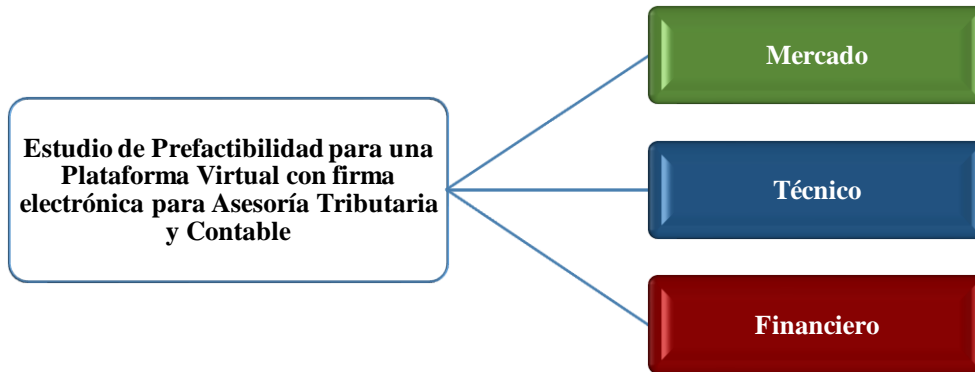 Mercado
Estudio de Prefactibilidad para una
Plataforma Virtual con firma
electrónica para Asesoría Tributaria
y Contable
Técnico
Financiero